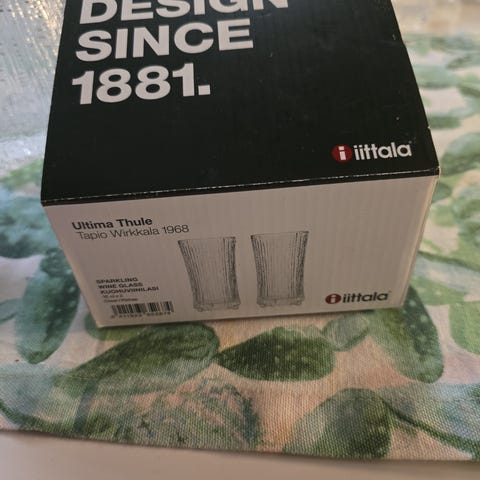 DESIGN
SINCE
1881.
i iittala
Ultima Thule
Tapio Wirkkala 1968
SPARKLING
WINE GLASS
KUOHUVIINILASI
i iittala